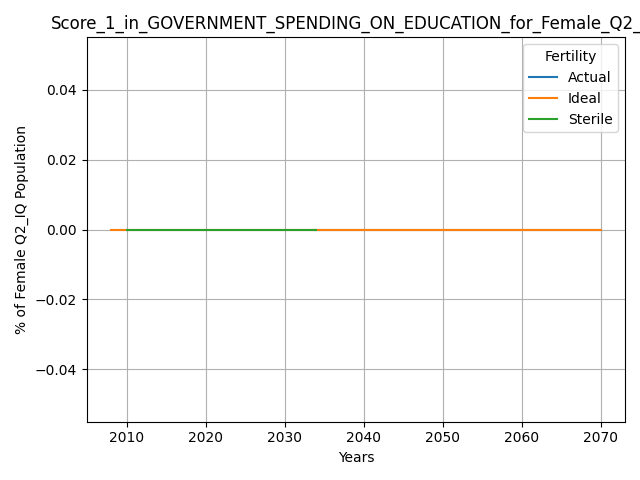 Score_1_in_GOVERNMENT_SPENDING_ON_EDUCATION_for_Female_Q2_
Fertility
Actual
Ideal
Sterile
0.04
0.02
0.00
−0.02
−0.04
% of Female Q2_IQ Population
2010 2020 2030 2040 2050 2060 2070
Years